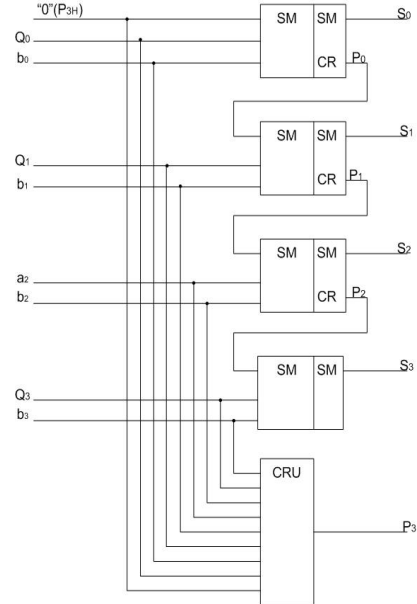 "0"(P3H) SM SM S0
Q0
b0 CR P0
SM SM S1
Q1
b1 CR P1
SM SM S2
a2
b2 CR P2
SM SM S3
Q3
b3
CRU
P3